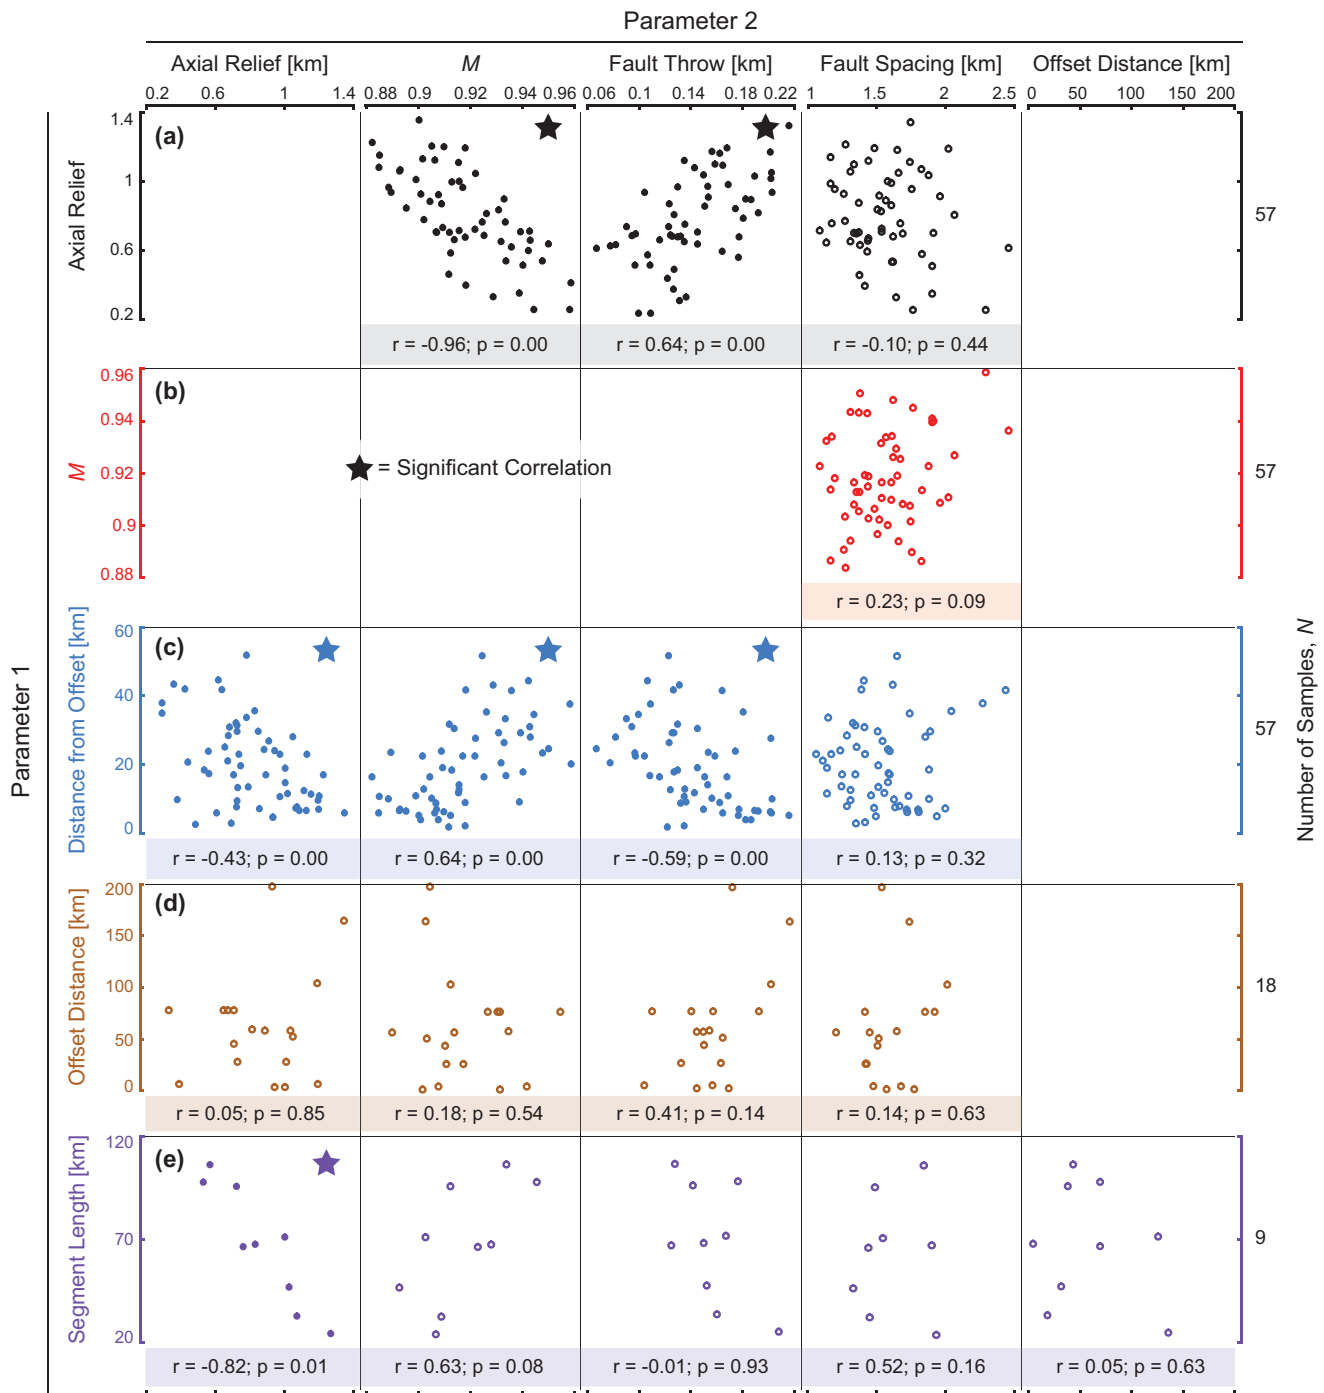 Parameter 2
Axial Relief [km] M Fault Throw [km] Fault Spacing [km] Offset Distance [km]
0.2 0.6 1 1.4 0.88 0.9 0.92 0.94 0.96 0.06 0.1 0.14 0.18 0.22 1 1.5 2 2.5 0 50 100 150 200
Parameter 1
Number of Samples, N
(a)
Axial Relief
1.4
1
0.6
0.2
57
r = -0.96; p = 0.00 r = 0.64; p = 0.00 r = -0.10; p = 0.44
(b)
M
0.96
0.94
0.92
0.9
0.88
= Significant Correlation
57
r = 0.23; p = 0.09
(c)
Distance from Offset [km]
60
40
20
0
57
r = -0.43; p = 0.00 r = 0.64; p = 0.00 r = -0.59; p = 0.00 r = 0.13; p = 0.32
(d)
Offset Distance [km]
200
150
100
50
0
18
r = 0.05; p = 0.85 r = 0.18; p = 0.54 r = 0.41; p = 0.14 r = 0.14; p = 0.63
(e)
Segment Length [km]
120
70
20
9
r = -0.82; p = 0.01 r = 0.63; p = 0.08 r = -0.01; p = 0.93 r = 0.52; p = 0.16 r = 0.05; p = 0.63